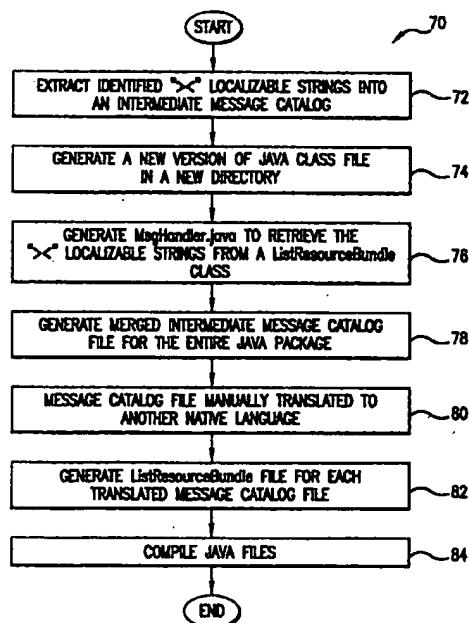 START
70
EXTRACT IDENTIFIED "><" LOCALIZABLE STRINGS INTO
AN INTERMEDIATE MESSAGE CATALOG
72
GENERATE A NEW VERSION OF JAVA CLASS FILE
IN A NEW DIRECTORY
74
GENERATE MsgHandler.java TO RETRIEVE THE
"><" LOCALIZABLE STRINGS FROM A ListResourceBundle
CLASS
76
GENERATE MERGED INTERMEDIATE MESSAGE CATALOG
FILE FOR THE ENTIRE JAVA PACKAGE
78
MESSAGE CATALOG FILE MANUALLY TRANSLATED TO
ANOTHER NATIVE LANGUAGE
80
GENERATE ListResourceBundle FILE FOR EACH
TRANSLATED MESSAGE CATALOG FILE
82
COMPILE JAVA FILES
84
END